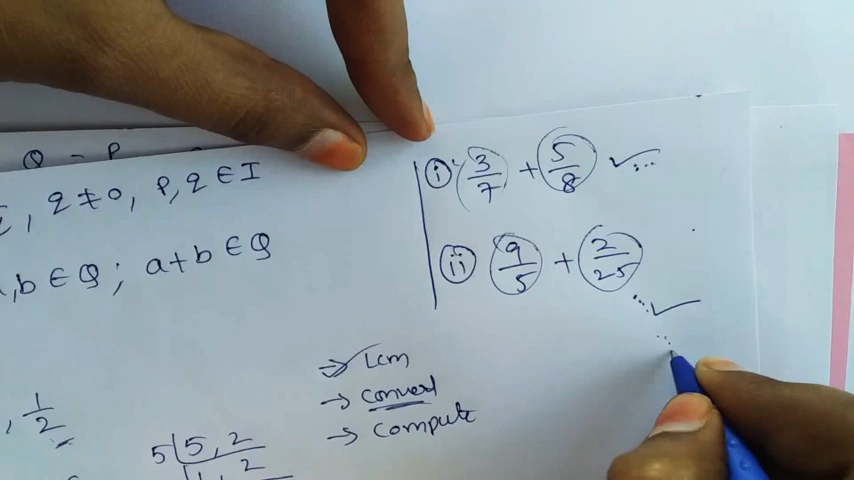 Q - P
, q ≠ 0, p, q ∈ I
, b ∈ Q ; a + b ∈ Q
, 1/2
→ Lcm
→ convert
→ compute
5 | 5, 2
1, 2
(i) 3/7 + 5/8 ✓ ...
(ii) 9/5 + 2/25
∴ ✓